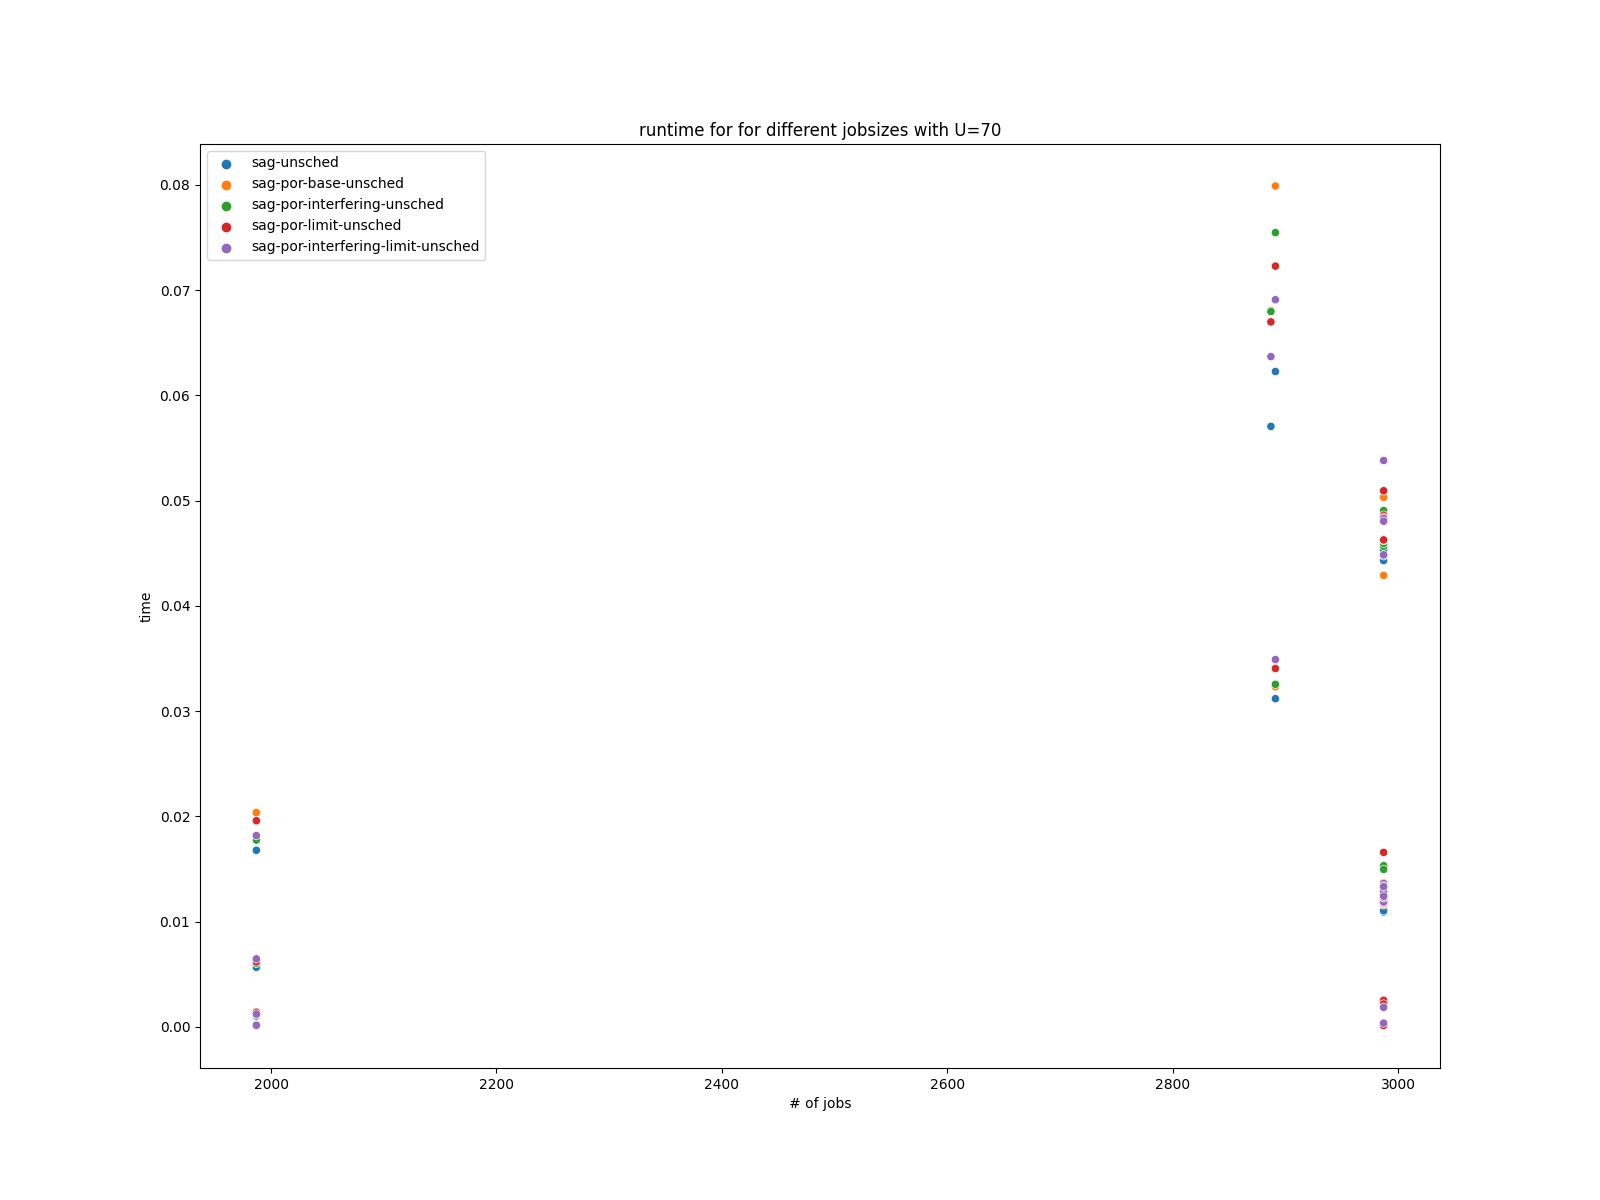 runtime for for different jobsizes with U=70
sag-unsched
sag-por-base-unsched
sag-por-interfering-unsched
sag-por-limit-unsched
sag-por-interfering-limit-unsched
0.08
0.07
0.06
0.05
0.04
0.03
0.02
0.01
0.00
time
2000 2200 2400 2600 2800 3000
# of jobs